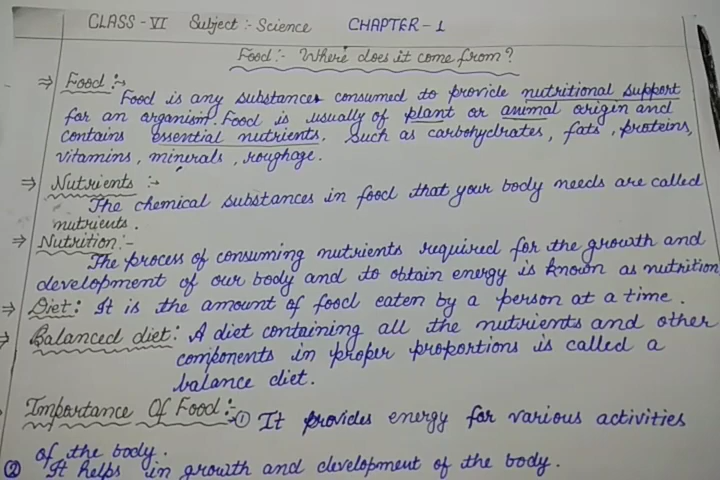 CLASS - VI Subject :- Science CHAPTER - 1
Food :- Where does it come from ?
⇒ Food :-
Food is any substances consumed to provide nutritional support
for an organism. Food is usually of plant or animal origin and
contains essential nutrients. Such as carbohydrates, fats, proteins,
vitamins, minerals, roughage.
⇒ Nutrients :-
The chemical substances in food that your body needs are called
nutrients.
⇒ Nutrition :-
The process of consuming nutrients required for the growth and
development of our body and to obtain energy is known as nutrition
⇒ Diet : It is the amount of food eaten by a person at a time.
⇒ Balanced diet : A diet containing all the nutrients and other
components in proper proportions is called a
balance diet.
Importance Of Food :- ① It provides energy for various activities
of the body.
② It helps in growth and development of the body.